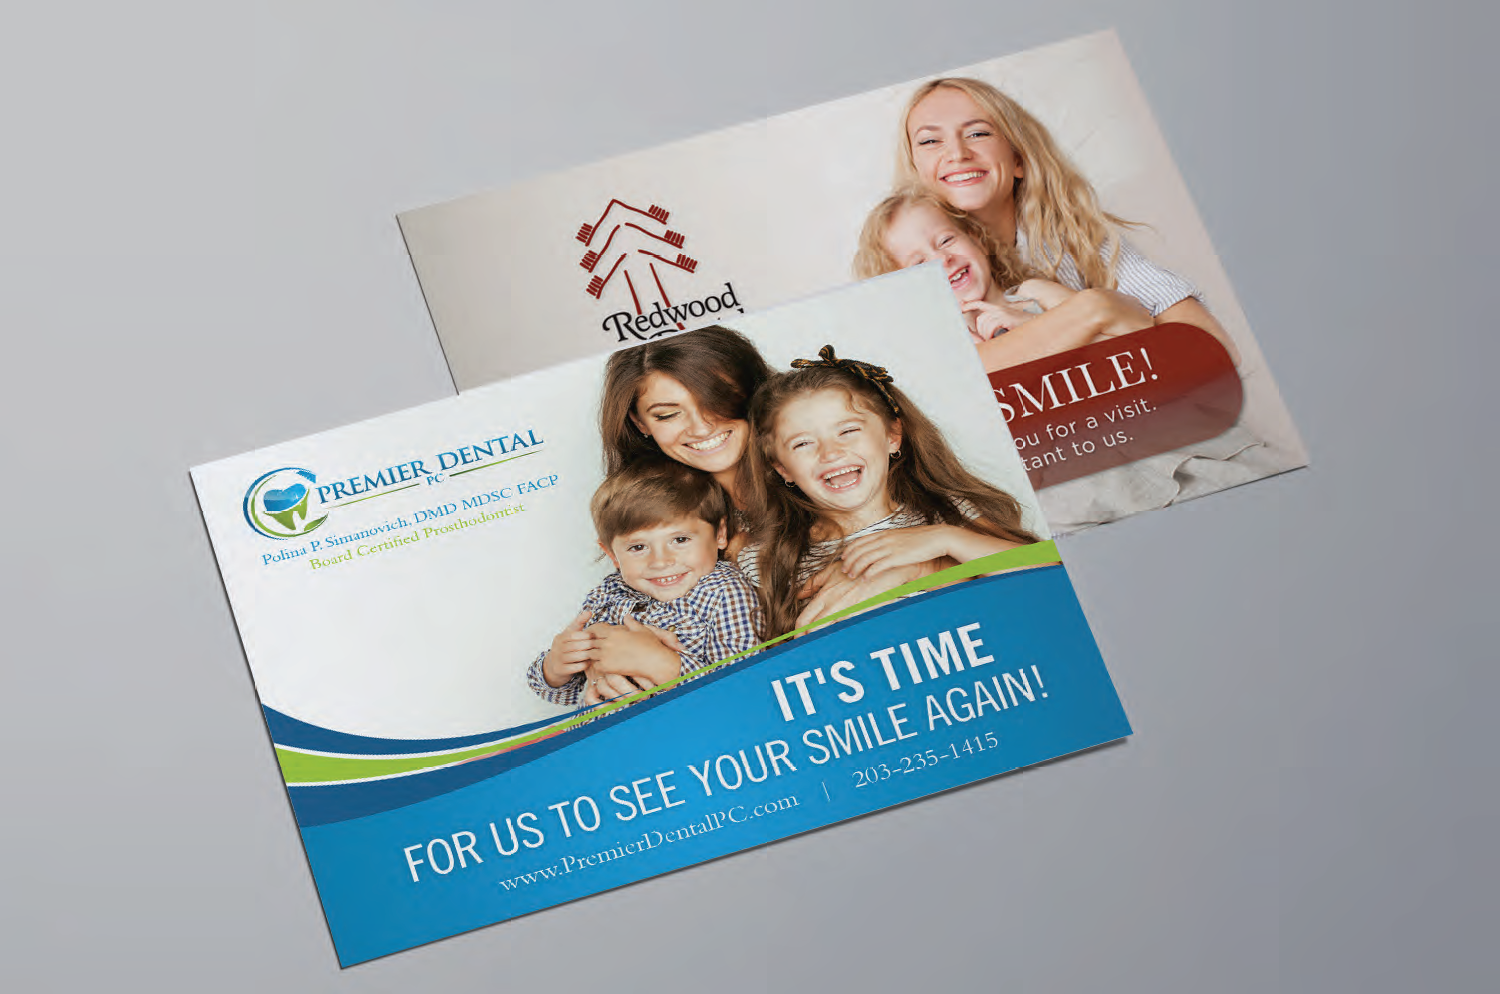 Redwood
SMILE!
ou for a visit.
tant to us.
PREMIER DENTAL
PC
Polina P. Simanovich, DMD MDSC FACP
Board Certified Prosthodontist
IT'S TIME
FOR US TO SEE YOUR SMILE AGAIN!
www.PremierDentalPC.com | 203-235-1415